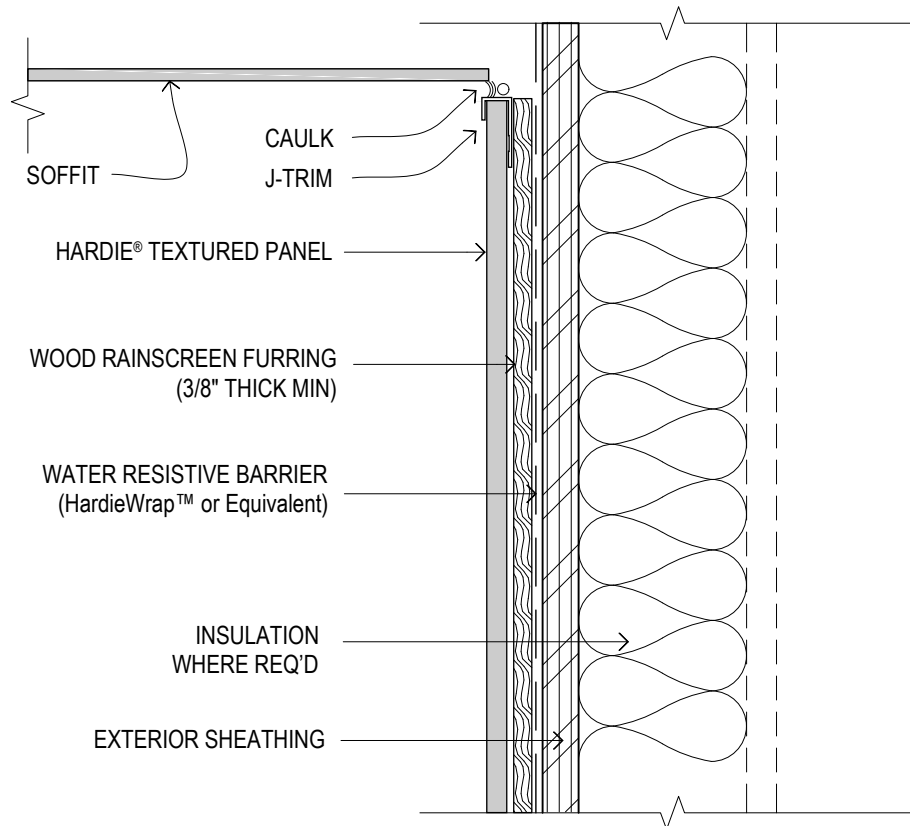 CAULK
SOFFIT
J-TRIM
HARDIE® TEXTURED PANEL
WOOD RAINSCREEN FURRING
(3/8" THICK MIN)
WATER RESISTIVE BARRIER
(HardieWrap™ or Equivalent)
INSULATION
WHERE REQ'D
EXTERIOR SHEATHING